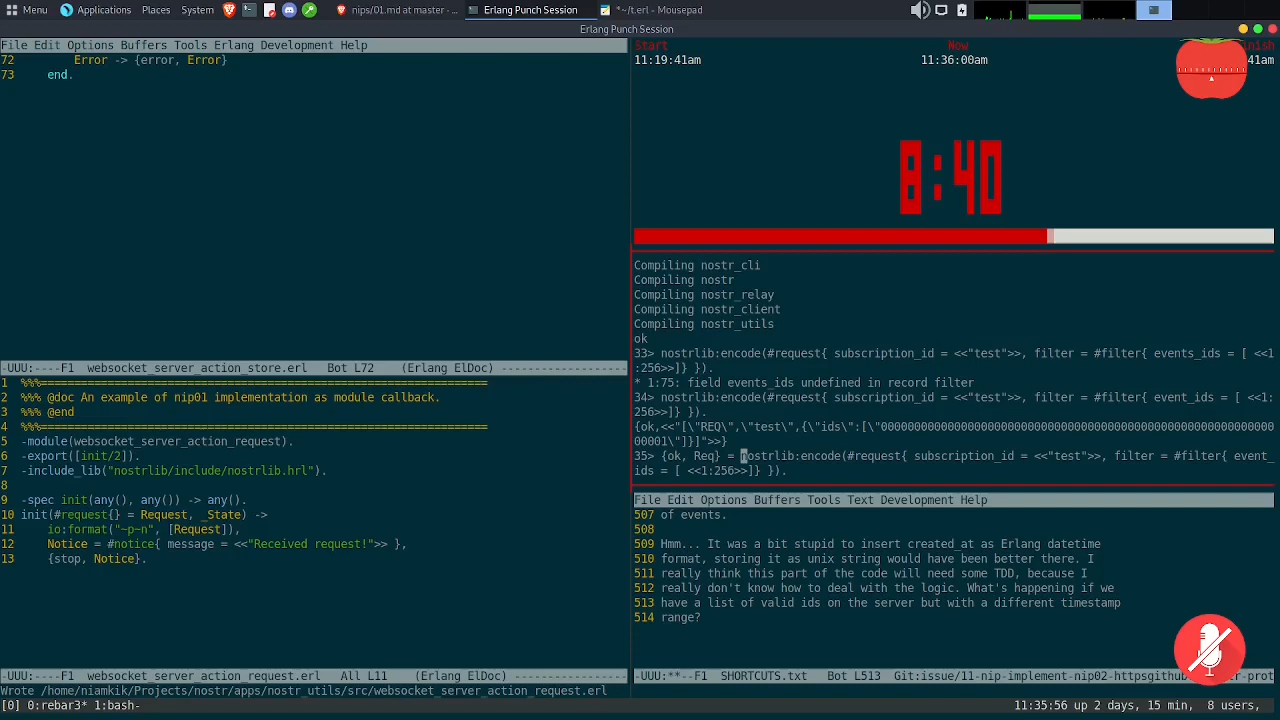 Menu Applications Places System nips/01.md at master - ... Erlang Punch Session *~/t.erl - Mousepad
Erlang Punch Session
File Edit Options Buffers Tools Erlang Development Help
72 Error -> {error, Error}
73 end.
-UUU:----F1 websocket_server_action_store.erl Bot L72 (Erlang ElDoc) -------------------
1 %%%===================================================================
2 %%% @doc An example of nip01 implementation as module callback.
3 %%% @end
4 %%%===================================================================
5 -module(websocket_server_action_request).
6 -export([init/2]).
7 -include_lib("nostrlib/include/nostrlib.hrl").
8
9 -spec init(any(), any()) -> any().
10 init(#request{} = Request, _State) ->
11 io:format("~p~n", [Request]),
12 Notice = #notice{ message = <<"Received request!">> },
13 {stop, Notice}.
-UUU:----F1 websocket_server_action_request.erl All L11 (Erlang ElDoc) -----------------
Wrote /home/niamkik/Projects/nostr/apps/nostr_utils/src/websocket_server_action_request.erl
Start Now inish
11:19:41am 11:36:00am 41am
8:40
Compiling nostr_cli
Compiling nostr
Compiling nostr_relay
Compiling nostr_client
Compiling nostr_utils
ok
33> nostrlib:encode(#request{ subscription_id = <<"test">>, filter = #filter{ events_ids = [ <<1
:256>>]} }).
* 1:75: field events_ids undefined in record filter
34> nostrlib:encode(#request{ subscription_id = <<"test">>, filter = #filter{ event_ids = [ <<1:
256>>]} }).
{ok,<<"[\"REQ\",\"test\",{\"ids\":[\"00000000000000000000000000000000000000000000000000000000000
00001\"]}]">>}
35> {ok, Req} = nostrlib:encode(#request{ subscription_id = <<"test">>, filter = #filter{ event_
ids = [ <<1:256>>]} }).
File Edit Options Buffers Tools Text Development Help
507 of events.
508
509 Hmm... It was a bit stupid to insert created_at as Erlang datetime
510 format, storing it as unix string would have been better there. I
511 really think this part of the code will need some TDD, because I
512 really don't know how to deal with the logic. What's happening if we
513 have a list of valid ids on the server but with a different timestamp
514 range?
-UUU:**--F1 SHORTCUTS.txt Bot L513 Git:issue/11-nip-implement-nip02-httpsgithub r-prot
[0] 0:rebar3* 1:bash- 11:35:56 up 2 days, 15 min, 8 users,